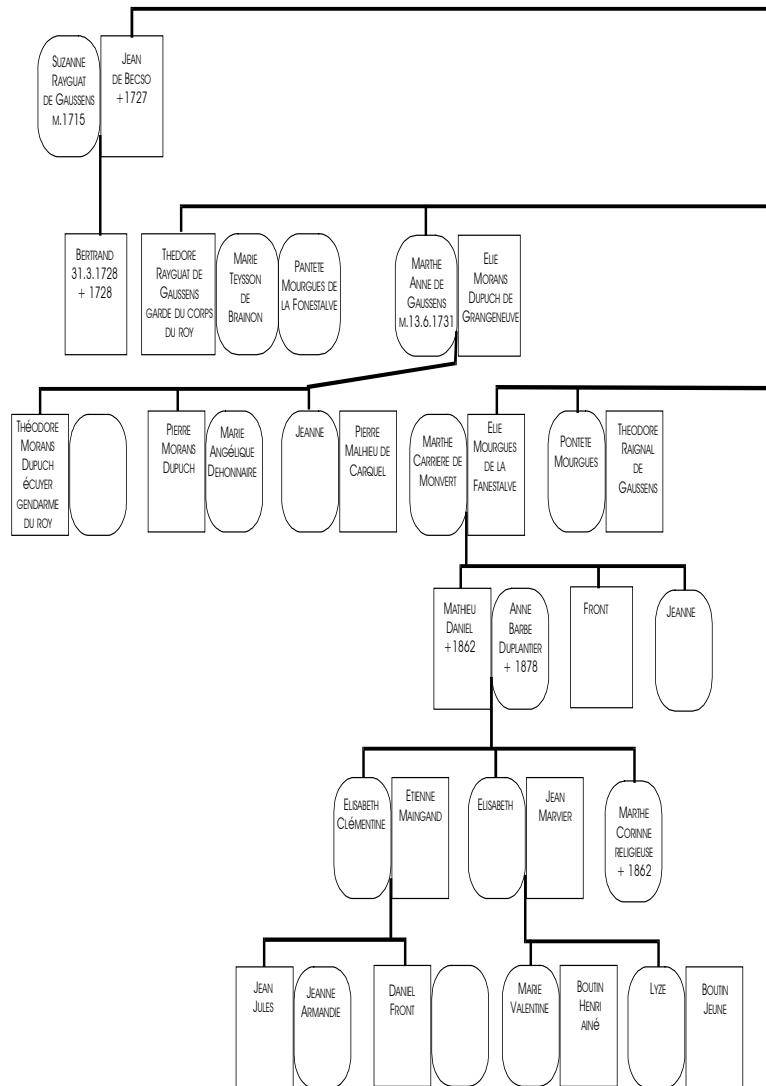 SUZANNE
RAYGUAT
DE GAUSSENS
M.1715
JEAN
DE BECSO
+1727
BERTRAND
31.3.1728
+ 1728
THEDORE
RAYGUAT DE
GAUSSENS
GARDE DU CORPS
DU ROY
MARIE
TEYSSON
DE
BRAINON
PANTETE
MOURGUES DE
LA FONESTALVE
MARTHE
ANNE DE
GAUSSENS
M.13.6.1731
ELIE
MORANS
DUPUCH DE
GRANGENEUVE
THÉODORE
MORANS
DUPUCH
ÉCUYER
GENDARME
DU ROY
PIERRE
MORANS
DUPUCH
MARIE
ANGÉLIQUE
DEHONNAIRE
JEANNE
PIERRE
MALHIEU DE
CARQUEL
MARTHE
CARRIERE DE
MONVERT
ELIE
MOURGUES
DE LA
FANESTALVE
PONTETE
MOURGUES
THEODORE
RAIGNAL
DE
GAUSSENS
MATHIEU
DANIEL
+1862
ANNE
BARBE
DUPLANTIER
+ 1878
FRONT
JEANNE
ELISABETH
CLÉMENTINE
ETIENNE
MAINGAND
ELISABETH
JEAN
MARVIER
MARTHE
CORINNE
RELIGIEUSE
+ 1862
JEAN
JULES
JEANNE
ARMANDIE
DANIEL
FRONT
MARIE
VALENTINE
BOUTIN
HENRI
AINÉ
LYZE
BOUTIN
JEUNE